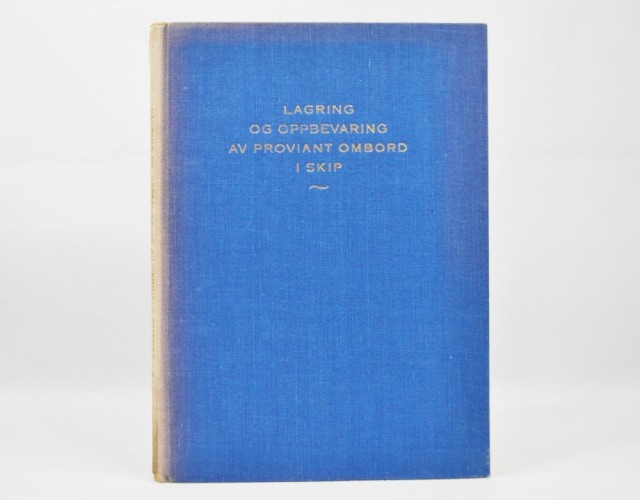 LAGRING
OG OPPBEVARING
AV PROVIANT OMBORD
I SKIP